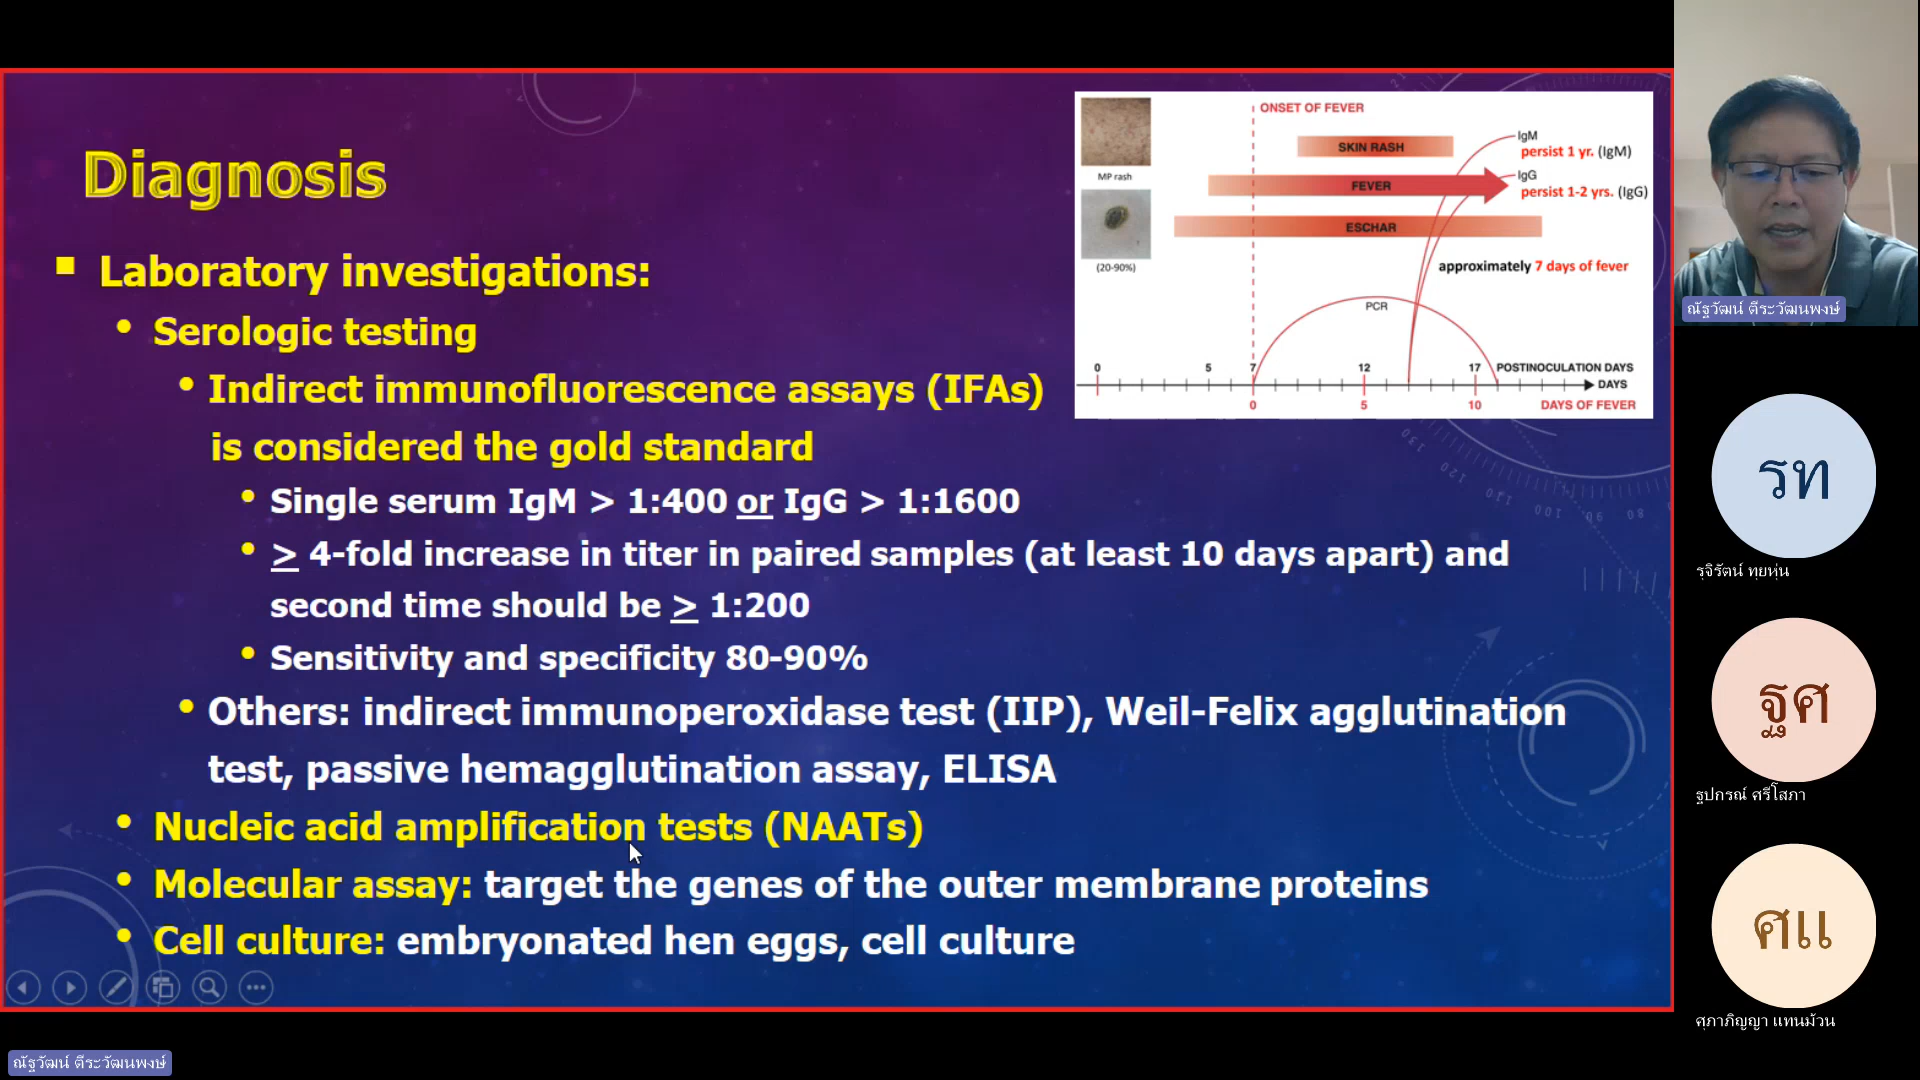 Diagnosis
Laboratory investigations:
Serologic testing
Indirect immunofluorescence assays (IFAs)
is considered the gold standard
Single serum IgM > 1:400 or IgG > 1:1600
> 4-fold increase in titer in paired samples (at least 10 days apart) and
second time should be > 1:200
Sensitivity and specificity 80-90%
Others: indirect immunoperoxidase test (IIP), Weil-Felix agglutination
test, passive hemagglutination assay, ELISA
Nucleic acid amplification tests (NAATs)
Molecular assay: target the genes of the outer membrane proteins
Cell culture: embryonated hen eggs, cell culture
MP rash
(20-90%)
ONSET OF FEVER
SKIN RASH
FEVER
ESCHAR
IgM
persist 1 yr. (IgM)
IgG
persist 1-2 yrs. (IgG)
approximately 7 days of fever
PCR
0 5 7 12 17 POSTINOCULATION DAYS
DAYS
0 5 10 DAYS OF FEVER
130 120 110 100 90 80
ณัฐวัฒน์ ตีระวัฒนพงษ์
รท
รุจิรัตน์ ทุยหุ่น
ฐศ
ฐปกรณ์ ศรีโสภา
ศแ
ศุภาภิญญา แทนม้วน
ณัฐวัฒน์ ตีระวัฒนพงษ์